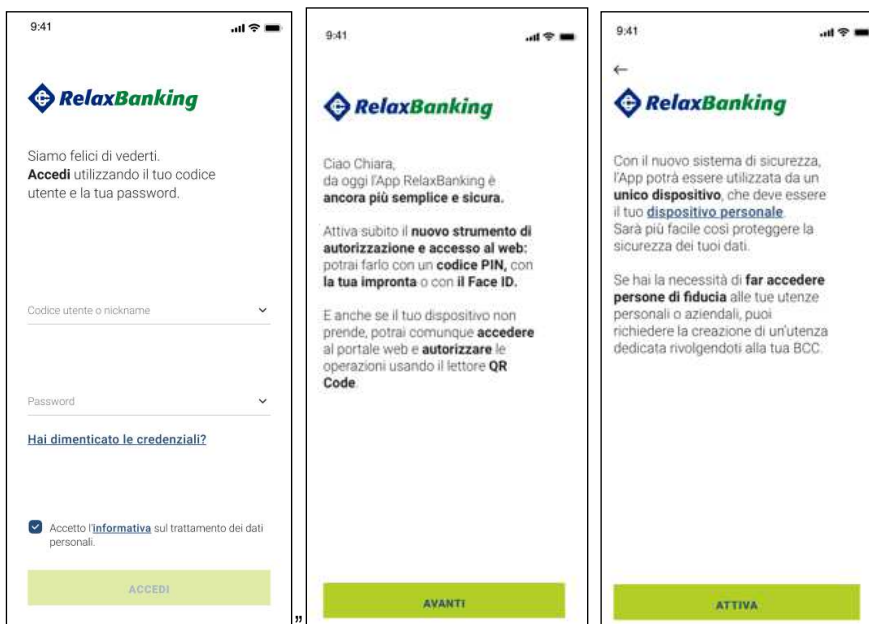 9:41
RelaxBanking
Siamo felici di vederti.
Accedi utilizzando il tuo codice
utente e la tua password.
Codice utente o nickname
Password
Hai dimenticato le credenziali?
Accetto l'informativa sul trattamento dei dati
personali.
ACCEDI
"
9:41
RelaxBanking
Ciao Chiara,
da oggi l'App RelaxBanking è
ancora più semplice e sicura.
Attiva subito il nuovo strumento di
autorizzazione e accesso al web:
potrai farlo con un codice PIN, con
la tua impronta o con il Face ID.
E anche se il tuo dispositivo non
prende, potrai comunque accedere
al portale web e autorizzare le
operazioni usando il lettore QR
Code.
AVANTI
9:41
RelaxBanking
Con il nuovo sistema di sicurezza,
l'App potrà essere utilizzata da un
unico dispositivo, che deve essere
il tuo dispositivo personale.
Sarà più facile così proteggere la
sicurezza dei tuoi dati.
Se hai la necessità di far accedere
persone di fiducia alle tue utenze
personali o aziendali, puoi
richiedere la creazione di un'utenza
dedicata rivolgendoti alla tua BCC.
ATTIVA